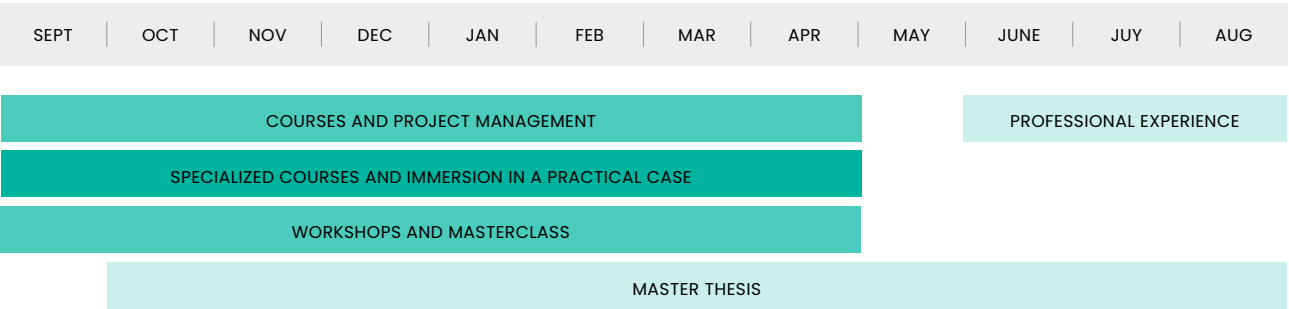 SEPT OCT NOV DEC JAN FEB MAR APR MAY JUNE JUY AUG
COURSES AND PROJECT MANAGEMENT PROFESSIONAL EXPERIENCE
SPECIALIZED COURSES AND IMMERSION IN A PRACTICAL CASE
WORKSHOPS AND MASTERCLASS
MASTER THESIS